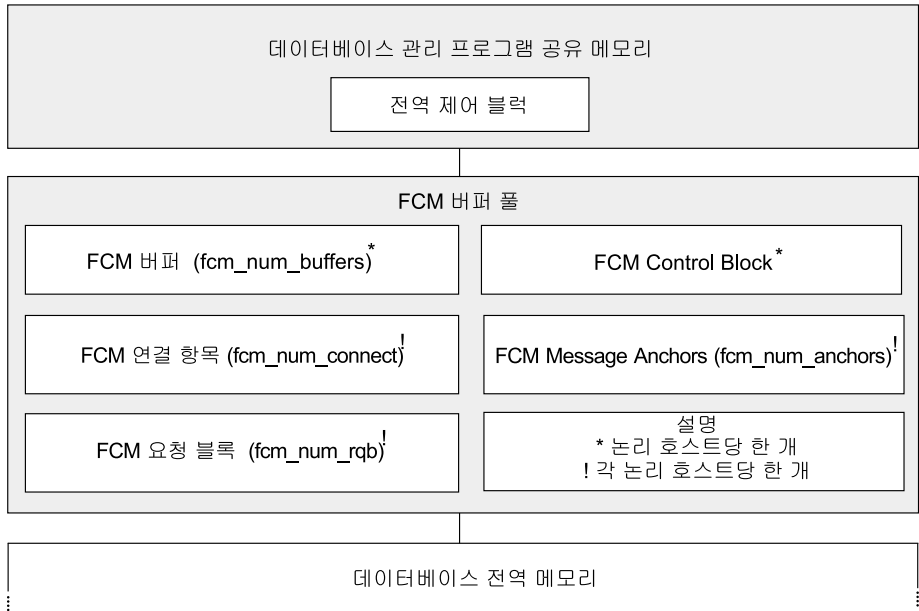 데이터베이스 관리 프로그램 공유 메모리
전역 제어 블럭
FCM 버퍼 풀
FCM 버퍼 (fcm_num_buffers)*
FCM Control Block*
FCM 연결 항목 (fcm_num_connect)!
FCM Message Anchors (fcm_num_anchors)!
FCM 요청 블록 (fcm_num_rqb)!
설명
* 논리 호스트당 한 개
! 각 논리 호스트당 한 개
데이터베이스 전역 메모리